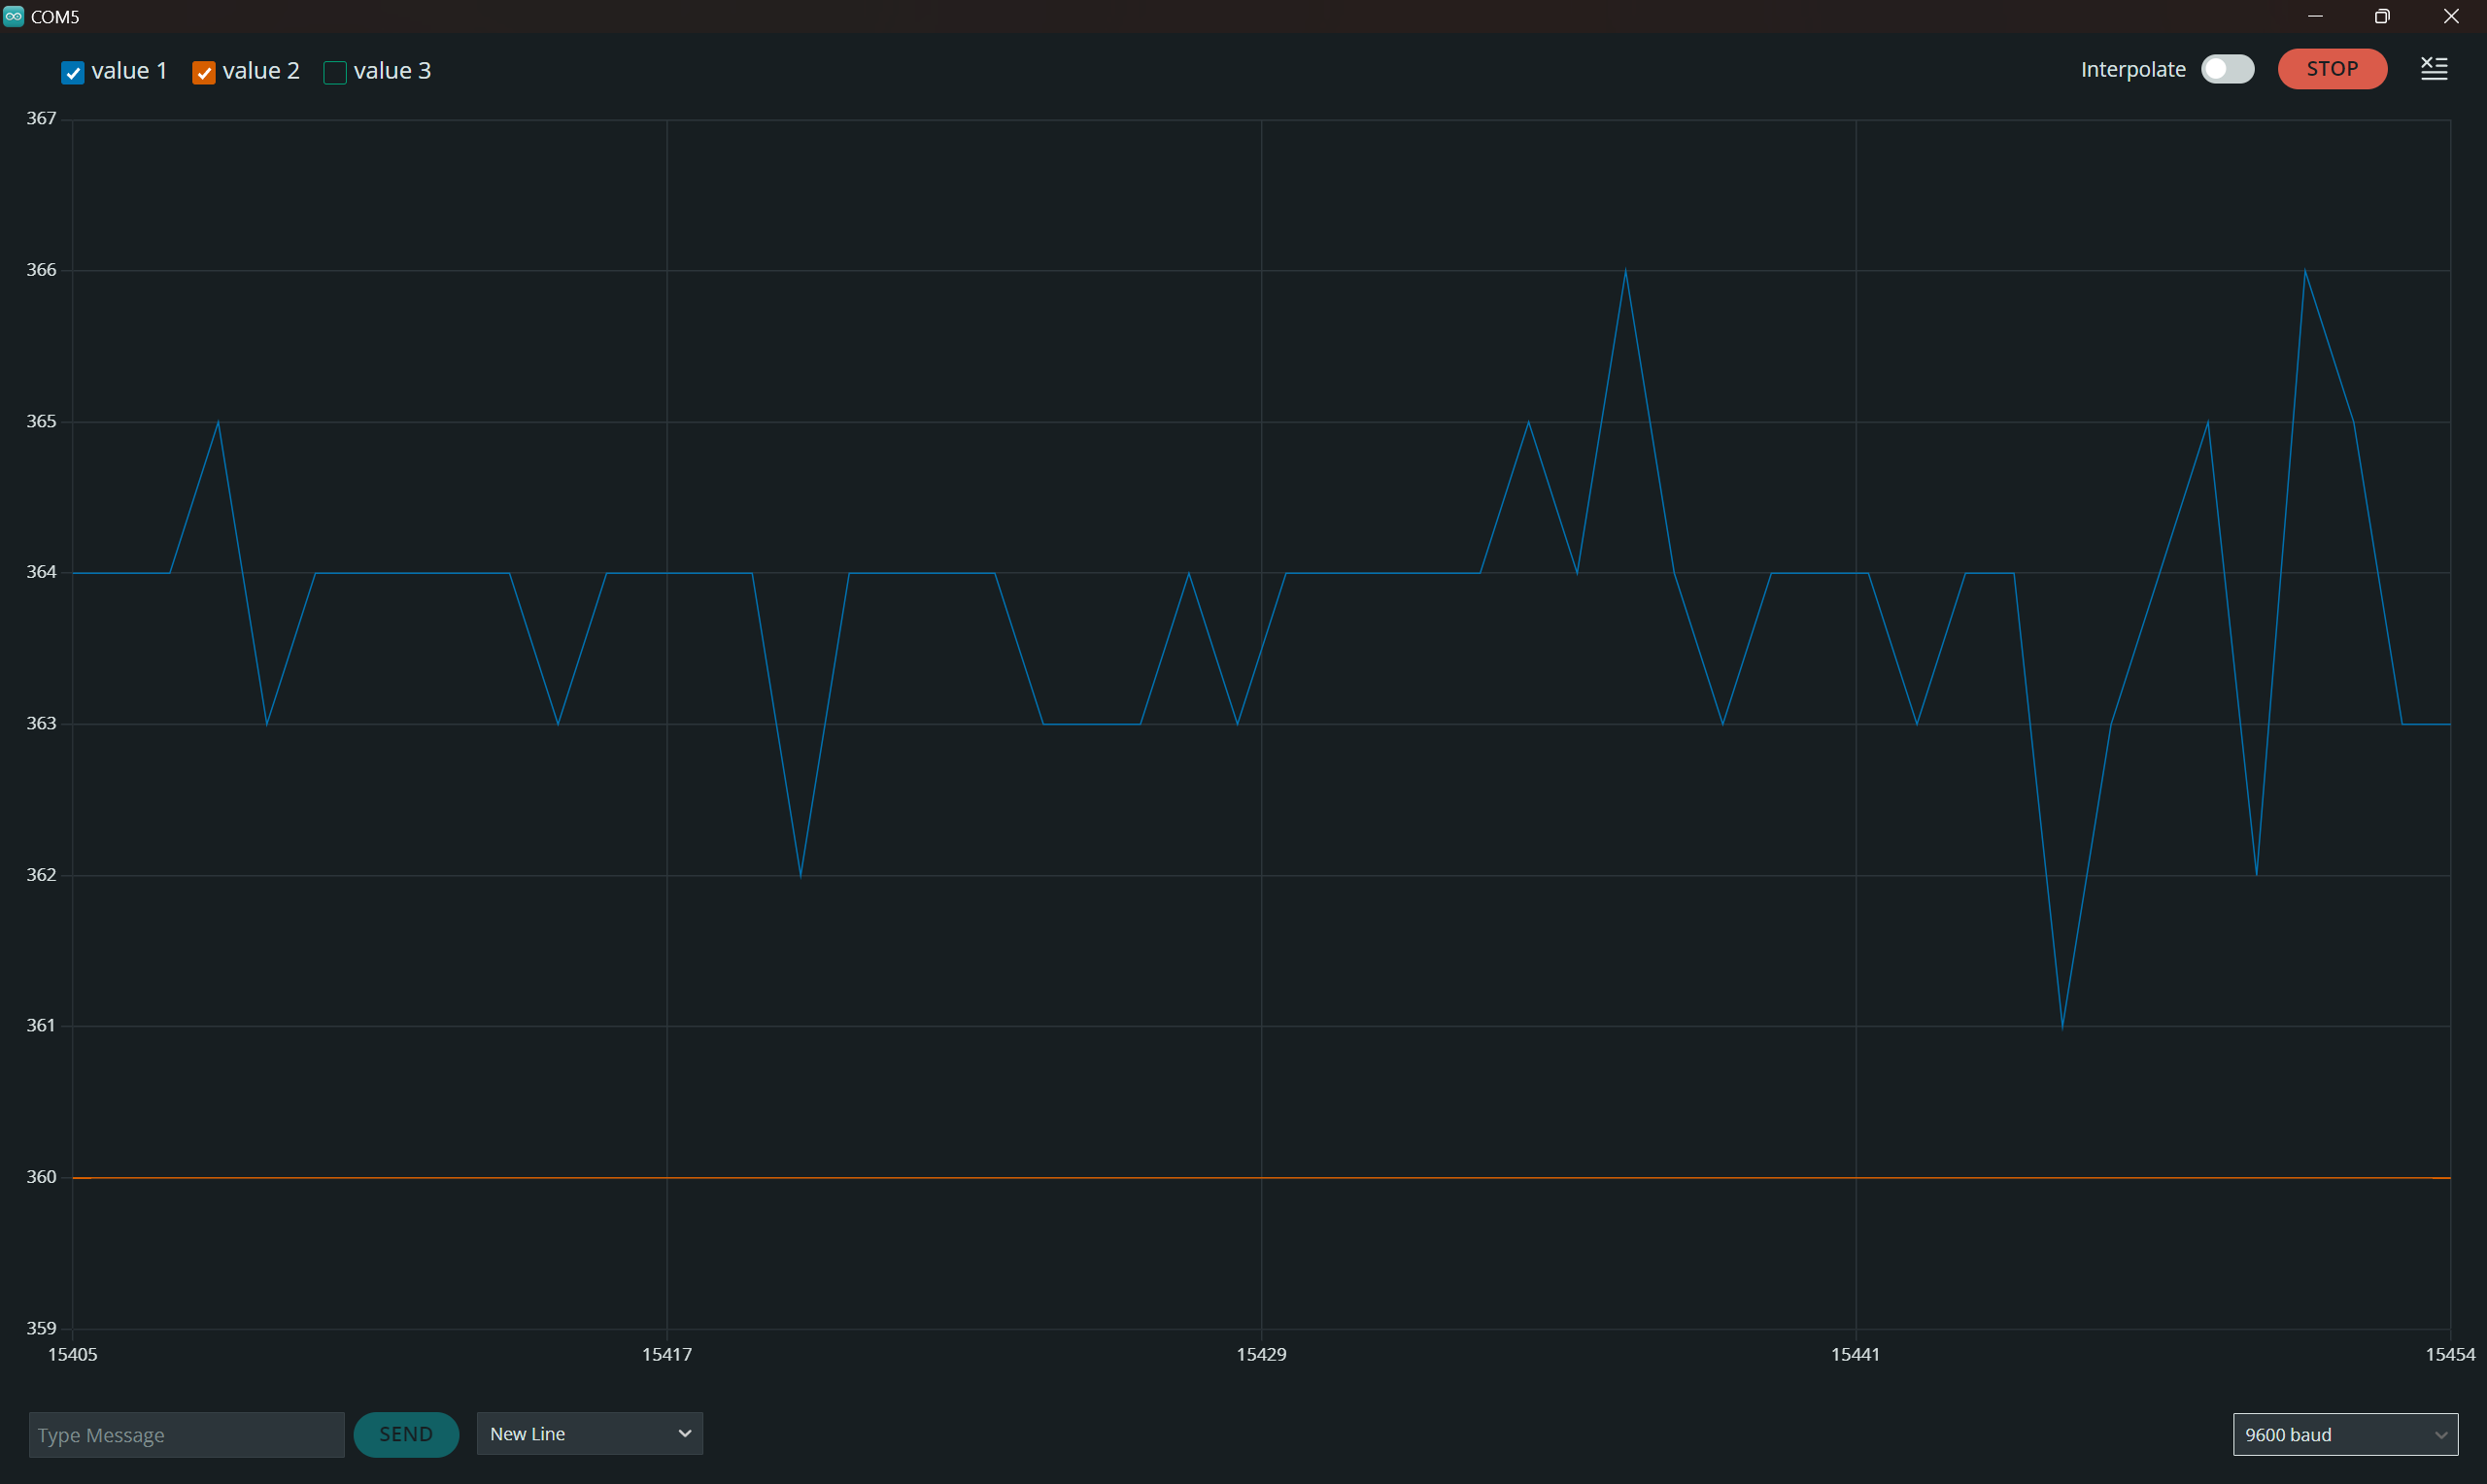 COM5
value 1 value 2 value 3
Interpolate STOP
367
366
365
364
363
362
361
360
359
15405 15417 15429 15441 15454
Type Message SEND New Line 9600 baud